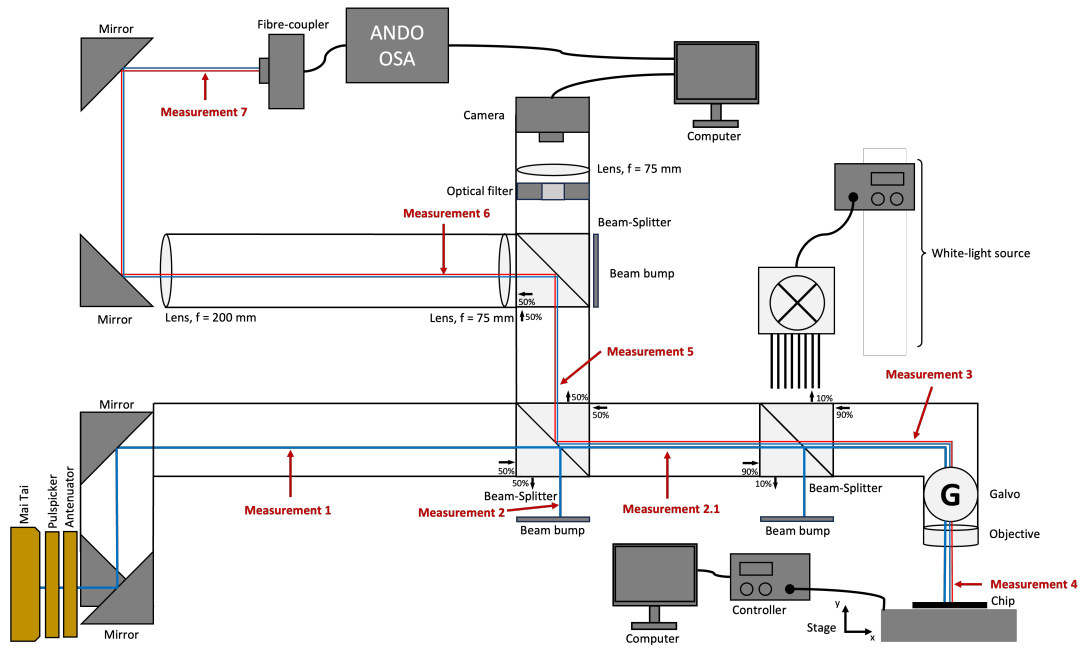 Mirror
Fibre-coupler
ANDO
OSA
Measurement 7
Camera
Computer
Lens, f = 75 mm
Optical filter
Measurement 6
Beam-Splitter
White-light source
Beam bump
50%
50%
Mirror
Lens, f = 200 mm
Lens, f = 75 mm
Measurement 5
Measurement 3
Mirror
50%
50%
10%
90%
50%
50%
90%
10%
Mai Tai
Pulspicker
Antenuator
Measurement 1
Beam-Splitter
Measurement 2
Beam bump
Measurement 2.1
Beam-Splitter
Beam bump
G
Galvo
Objective
Measurement 4
Chip
Controller
Computer
Stage
y
x
Mirror